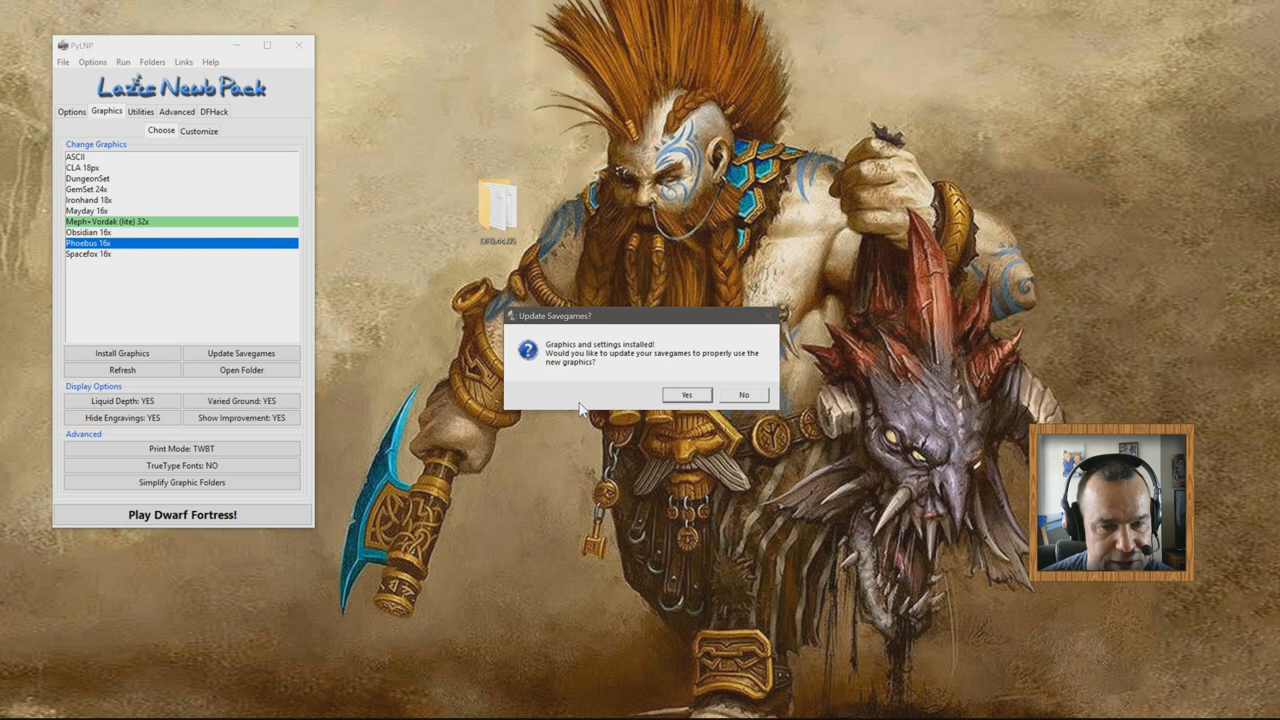 PyLNP
File Options Run Folders Links Help
Lazy Newb Pack
Options Graphics Utilities Advanced DFHack
Choose Customize
Change Graphics
ASCII
CLA 18px
DungeonSet
GemSet 24x
Ironhand 18x
Mayday 16x
Meph+Vordak (lite) 32x
Obsidian 16x
Phoebus 16x
Spacefox 16x
Install Graphics Update Savegames
Refresh Open Folder
Display Options
Liquid Depth: YES Varied Ground: YES
Hide Engravings: YES Show Improvement: YES
Advanced
Print Mode: TWBT
TrueType Fonts: NO
Simplify Graphic Folders
Play Dwarf Fortress!
Update Savegames?
Graphics and settings installed!
Would you like to update your savegames to properly use the
new graphics?
Yes No